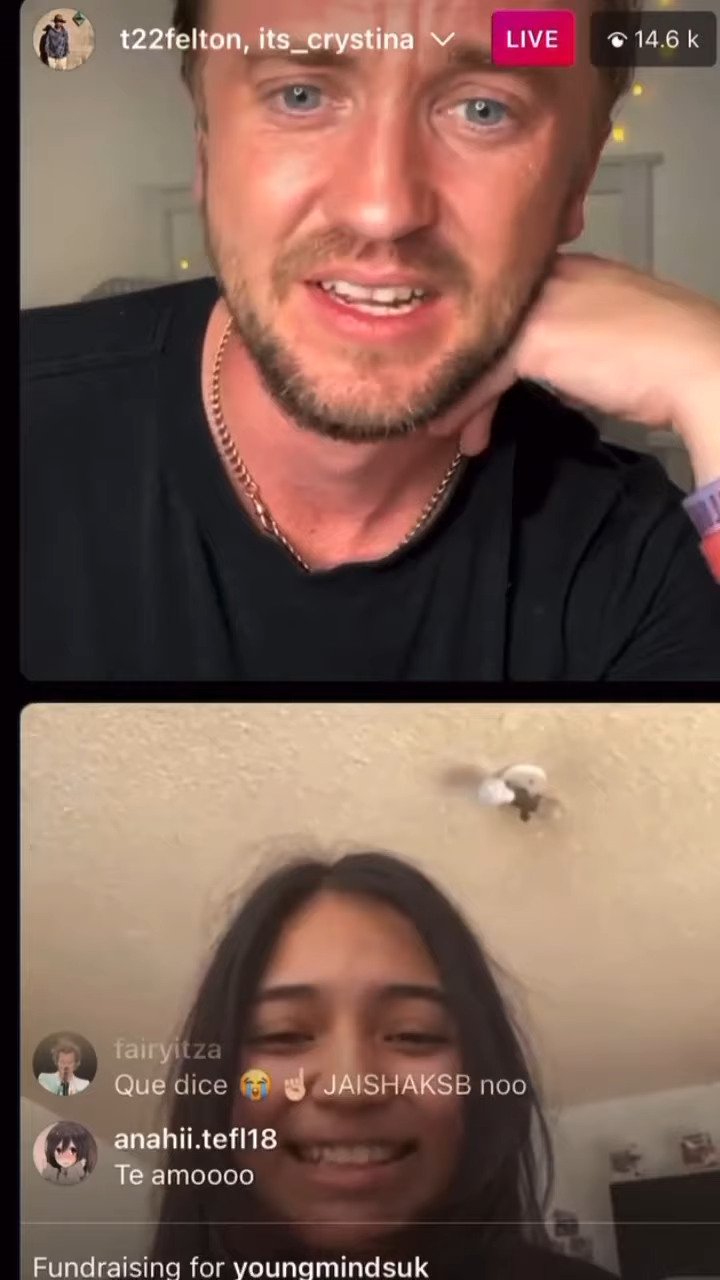 t22felton, its_crystina LIVE 14.6 k
fairyitza
Que dice 😭☝🏻 JAISHAKSB noo
anahii.tefl18
Te amoooo
Fundraising for youngmindsuk